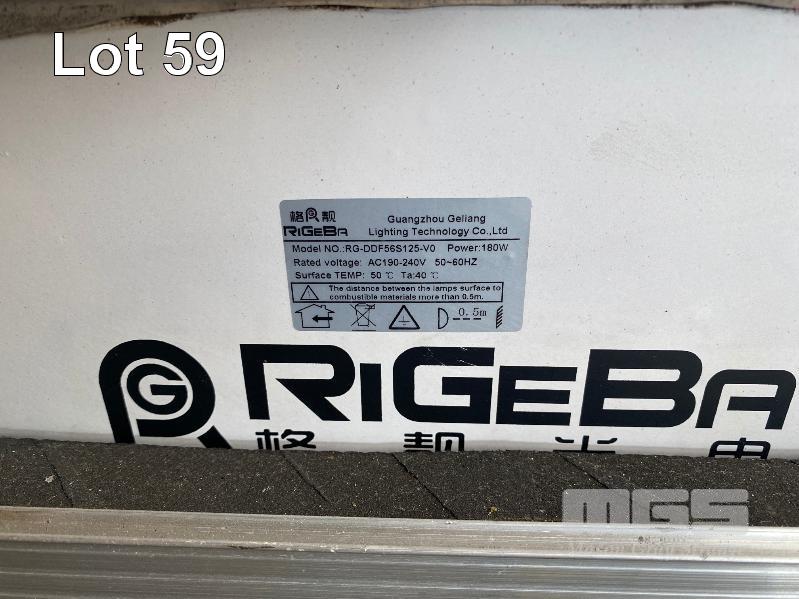 Lot 59
格靓
RiGeBa
Guangzhou Geliang
Lighting Technology Co.,Ltd
Model NO.:RG-DDF56S125-V0 Power:180W
Rated voltage: AC190-240V 50~60HZ
Surface TEMP: 50 ℃ Ta:40 ℃
The distance between the lamps surface to
combustible materials more than 0.5m.
0.5m
G RiGeBa
格 靓
MGS